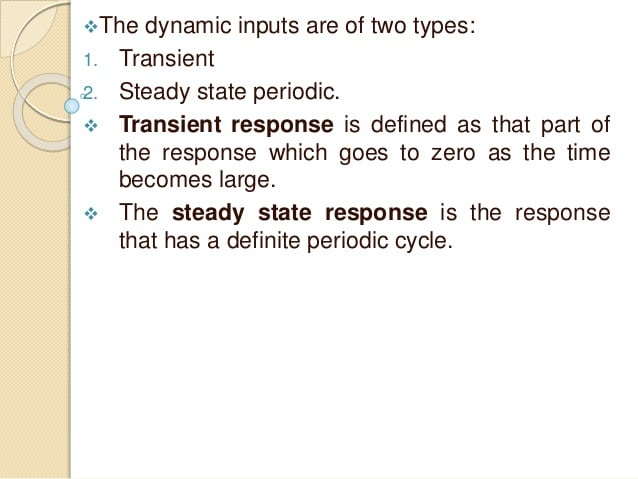 ❖The dynamic inputs are of two types:
1. Transient
2. Steady state periodic.
❖ Transient response is defined as that part of
the response which goes to zero as the time
becomes large.
❖ The steady state response is the response
that has a definite periodic cycle.